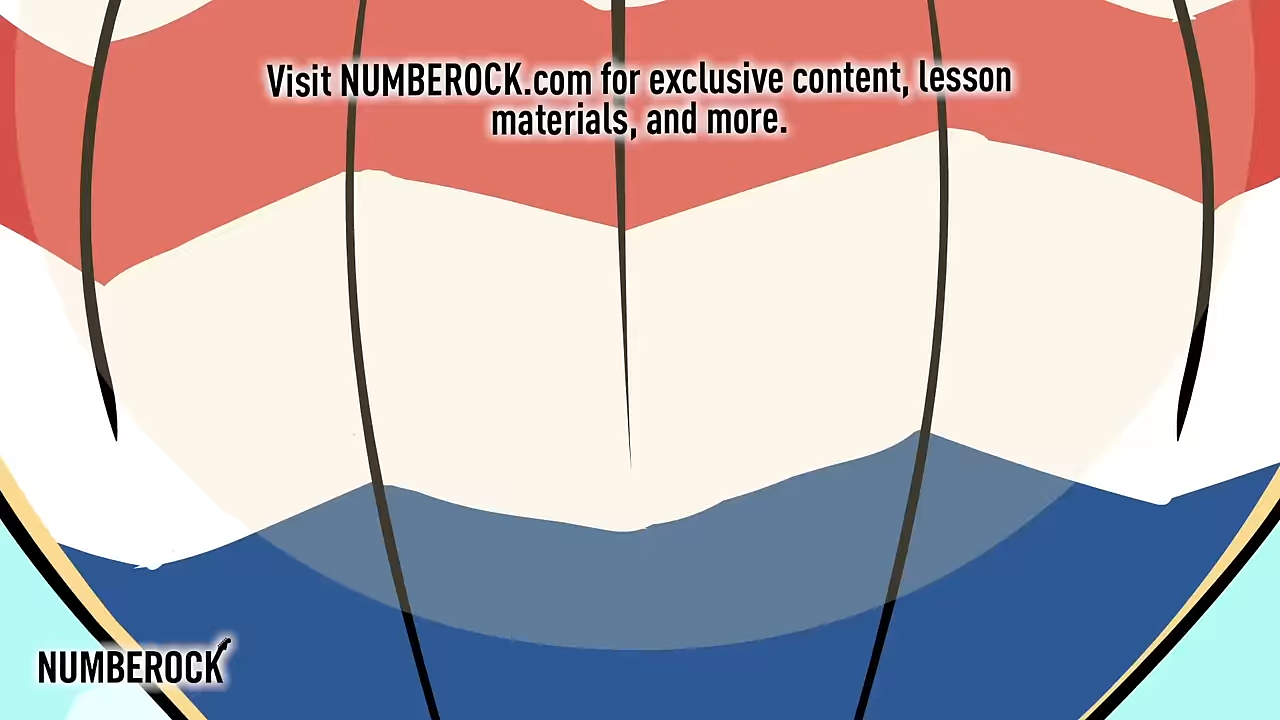 Visit NUMBEROCK.com for exclusive content, lesson
materials, and more.
NUMBEROCK